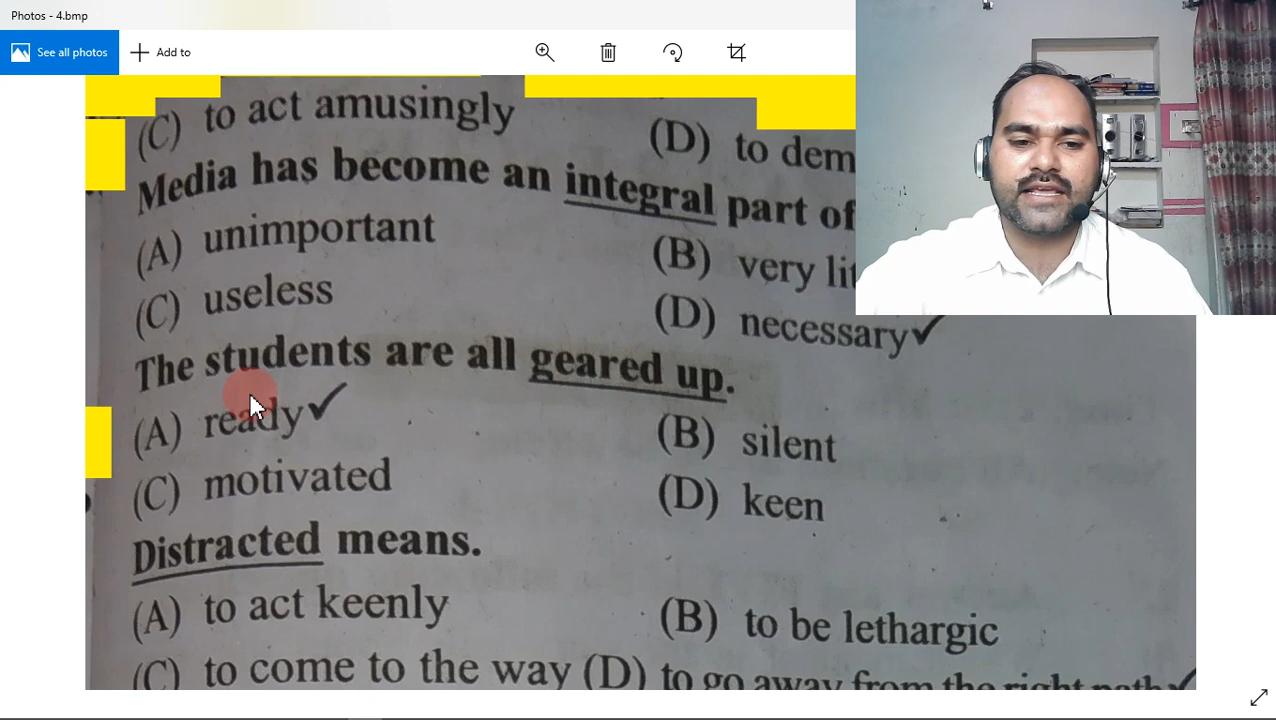 Photos - 4.bmp
See all photos
Add to
(C) to act amusingly (D) to dem
Media has become an integral part of
(A) unimportant (B) very lit
(C) useless (D) necessary✓
The students are all geared up.
(A) ready✓ (B) silent
(C) motivated (D) keen
Distracted means.
(A) to act keenly (B) to be lethargic
(C) to come to the way (D) to go away from the right path✓